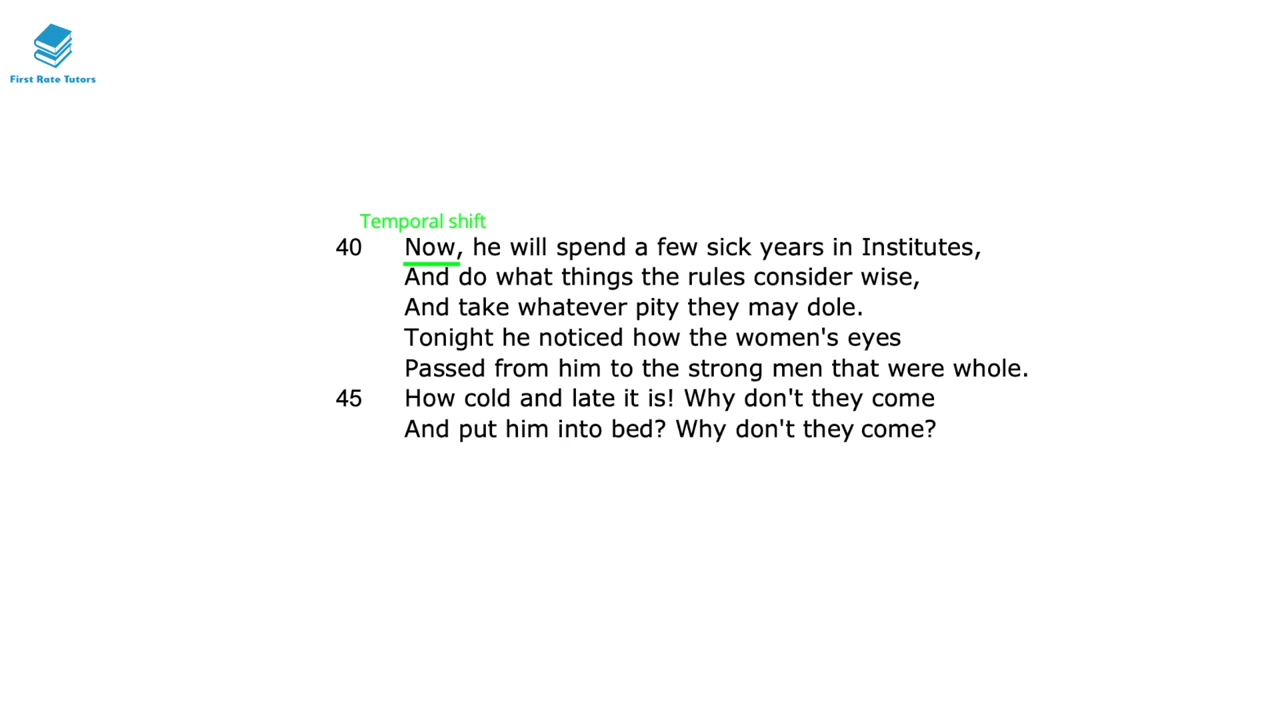 First Rate Tutors
Temporal shift
40 Now, he will spend a few sick years in Institutes,
And do what things the rules consider wise,
And take whatever pity they may dole.
Tonight he noticed how the women's eyes
Passed from him to the strong men that were whole.
45 How cold and late it is! Why don't they come
And put him into bed? Why don't they come?